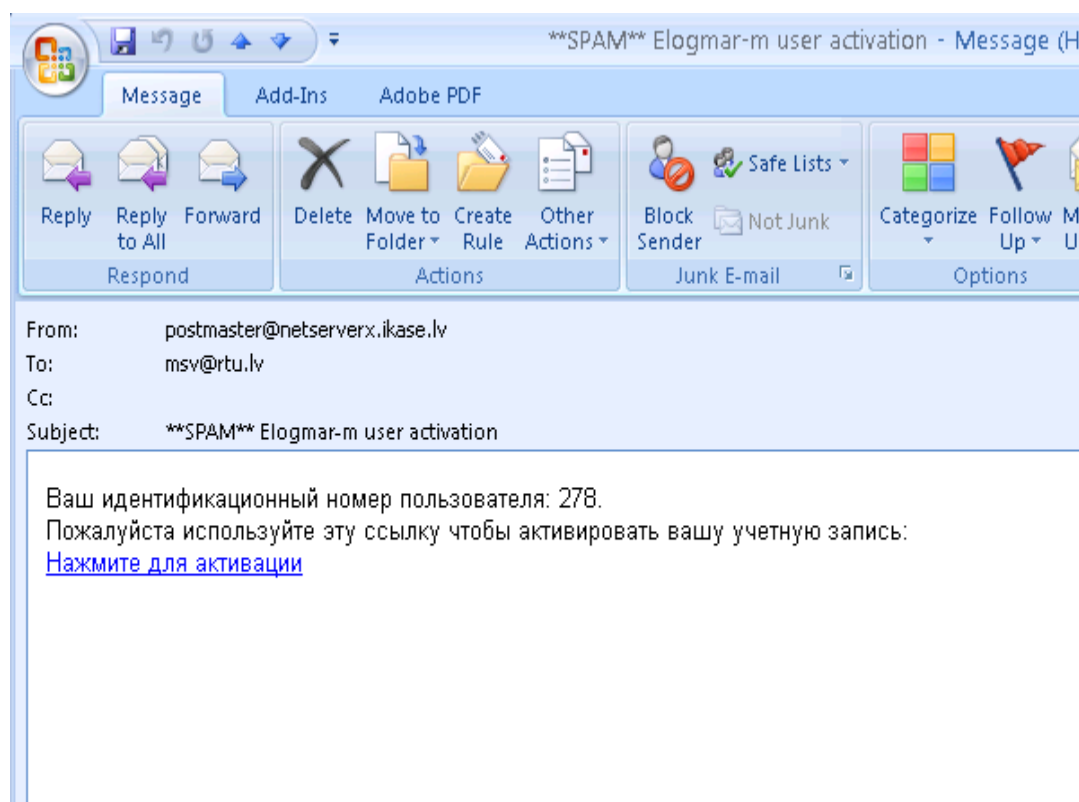 **SPAM** Elogmar-m user activation - Message (H
Message Add-Ins Adobe PDF
Reply Reply to All Forward Delete Move to Folder Create Rule Other Actions Block Sender Safe Lists Not Junk Categorize Follow Up
Respond Actions Junk E-mail Options
From: postmaster@netserverx.ikase.lv
To: msv@rtu.lv
Cc:
Subject: **SPAM** Elogmar-m user activation
Ваш идентификационный номер пользователя: 278.
Пожалуйста используйте эту ссылку чтобы активировать вашу учетную запись:
Нажмите для активации